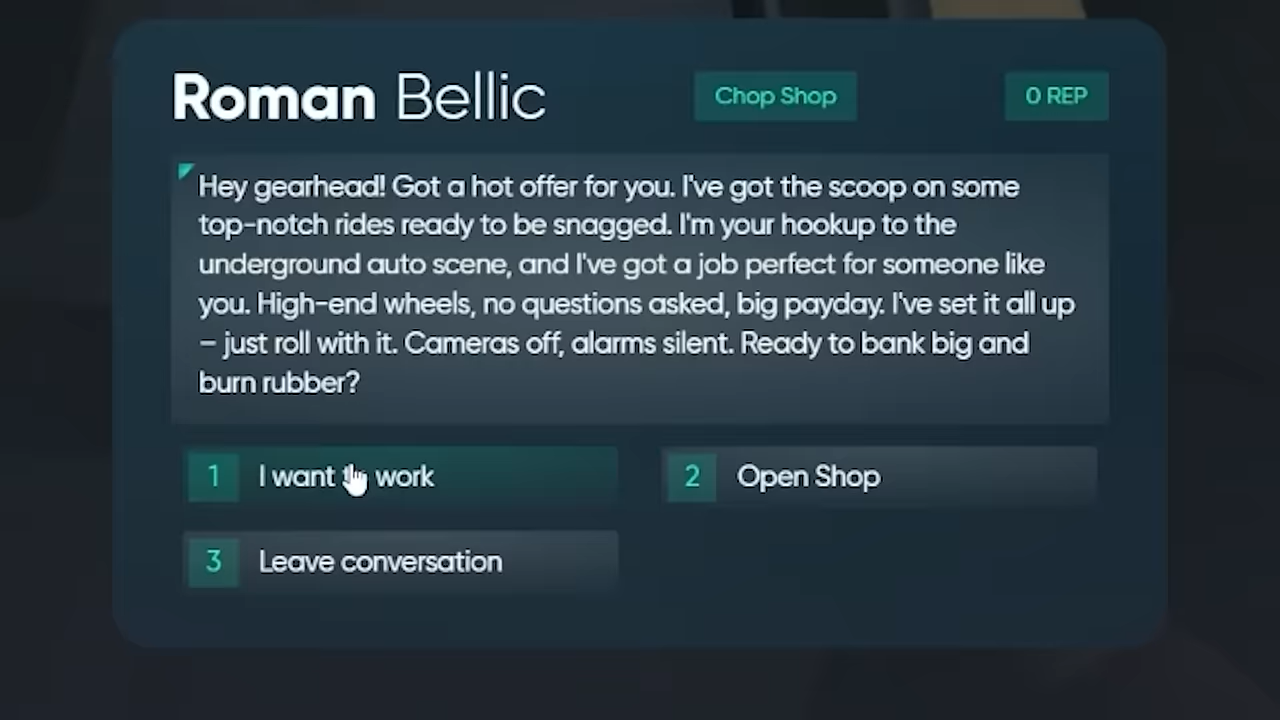 Roman Bellic
Chop Shop
0 REP
Hey gearhead! Got a hot offer for you. I've got the scoop on some
top-notch rides ready to be snagged. I'm your hookup to the
underground auto scene, and I've got a job perfect for someone like
you. High-end wheels, no questions asked, big payday. I've set it all up
– just roll with it. Cameras off, alarms silent. Ready to bank big and
burn rubber?
1 I want to work
2 Open Shop
3 Leave conversation